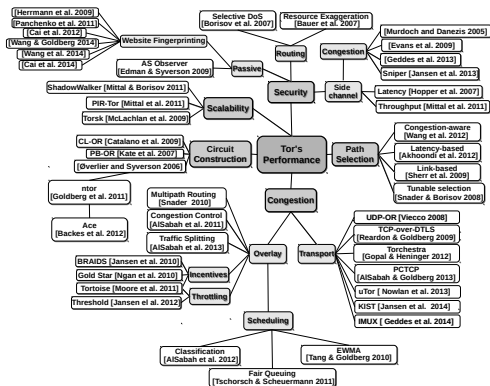 [Herrmann et al. 2009]
[Panchenko et al. 2011]
[Cai et al. 2012]
[Wang & Goldberg 2014]
[Wang et al. 2014]
[Cai et al. 2014]
Website Fingerprinting
Selective DoS
[Borisov et al. 2007]
Resource Exaggeration
[Bauer et al. 2007]
Routing
Congestion
[Murdoch and Danezis 2005]
[Evans et al. 2009]
[Geddes et al. 2013]
Sniper [Jansen et al. 2013]
AS Observer
[Edman & Syverson 2009]
Passive
Security
Side
channel
Latency [Hopper et al. 2007]
Throughput [Mittal et al. 2011]
ShadowWalker [Mittal & Borisov 2011]
PIR-Tor [Mittal et al. 2011]
Torsk [McLachlan et al. 2009]
Scalability
CL-OR [Catalano et al. 2009]
PB-OR [Kate et al. 2007]
[Øverlier and Syverson 2006]
Circuit
Construction
Tor's
Performance
Path
Selection
Congestion-aware
[Wang et al. 2012]
Latency-based
[Akhoondi et al. 2012]
Link-based
[Sherr et al. 2009]
Tunable selection
[Snader & Borisov 2008]
ntor
[Goldberg et al. 2011]
Ace
[Backes et al. 2012]
Congestion
Multipath Routing
[Snader 2010]
Congestion Control
[AlSabah et al. 2011]
Traffic Splitting
[AlSabah et al. 2013]
Overlay
Transport
UDP-OR [Viecco 2008]
TCP-over-DTLS
[Reardon & Goldberg 2009]
Torchestra
[Gopal & Heninger 2012]
PCTCP
[AlSabah & Goldberg 2013]
uTor [ Nowlan et al. 2013]
KIST [Jansen et al. 2014]
IMUX [ Geddes et al. 2014]
BRAIDS [Jansen et al. 2010]
Gold Star [Ngan et al. 2010]
Incentives
Tortoise [Moore et al. 2011]
Threshold [Jansen el al. 2012]
Throttling
Scheduling
Classification
[AlSabah et al. 2012]
EWMA
[Tang & Goldberg 2010]
Fair Queuing
[Tschorsch & Scheuermann 2011]